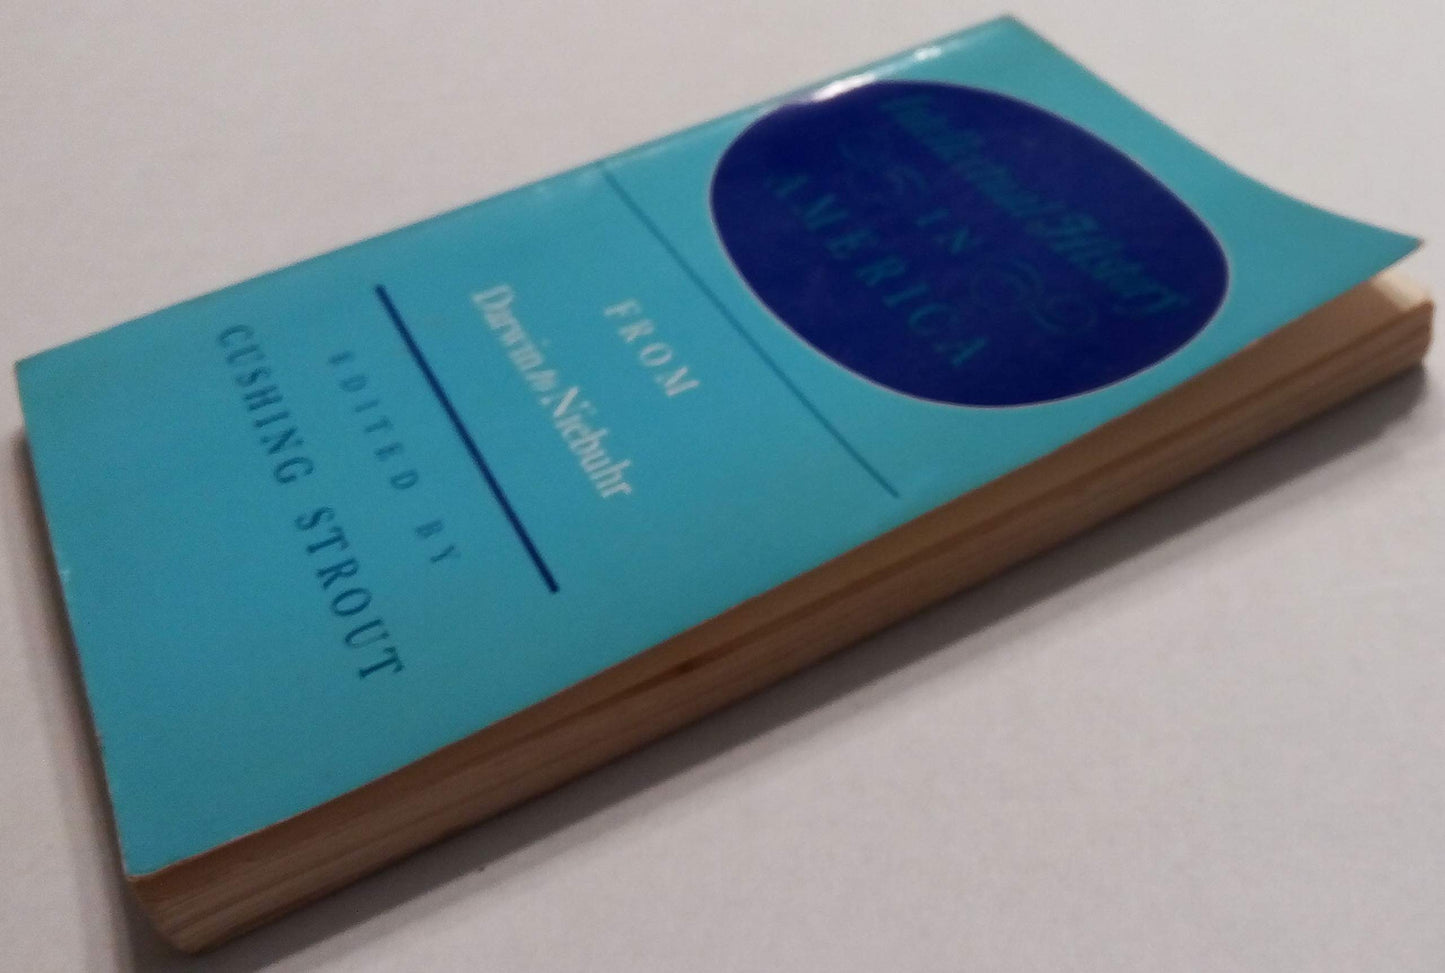 Intellectual History
IN
AMERICA
FROM
Darwin to Niebuhr
EDITED BY
CUSHING STROUT